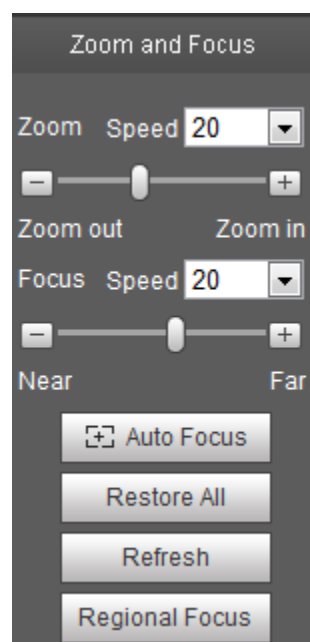 Zoom and Focus
Zoom Speed 20
Zoom out Zoom in
Focus Speed 20
Near Far
Auto Focus
Restore All
Refresh
Regional Focus